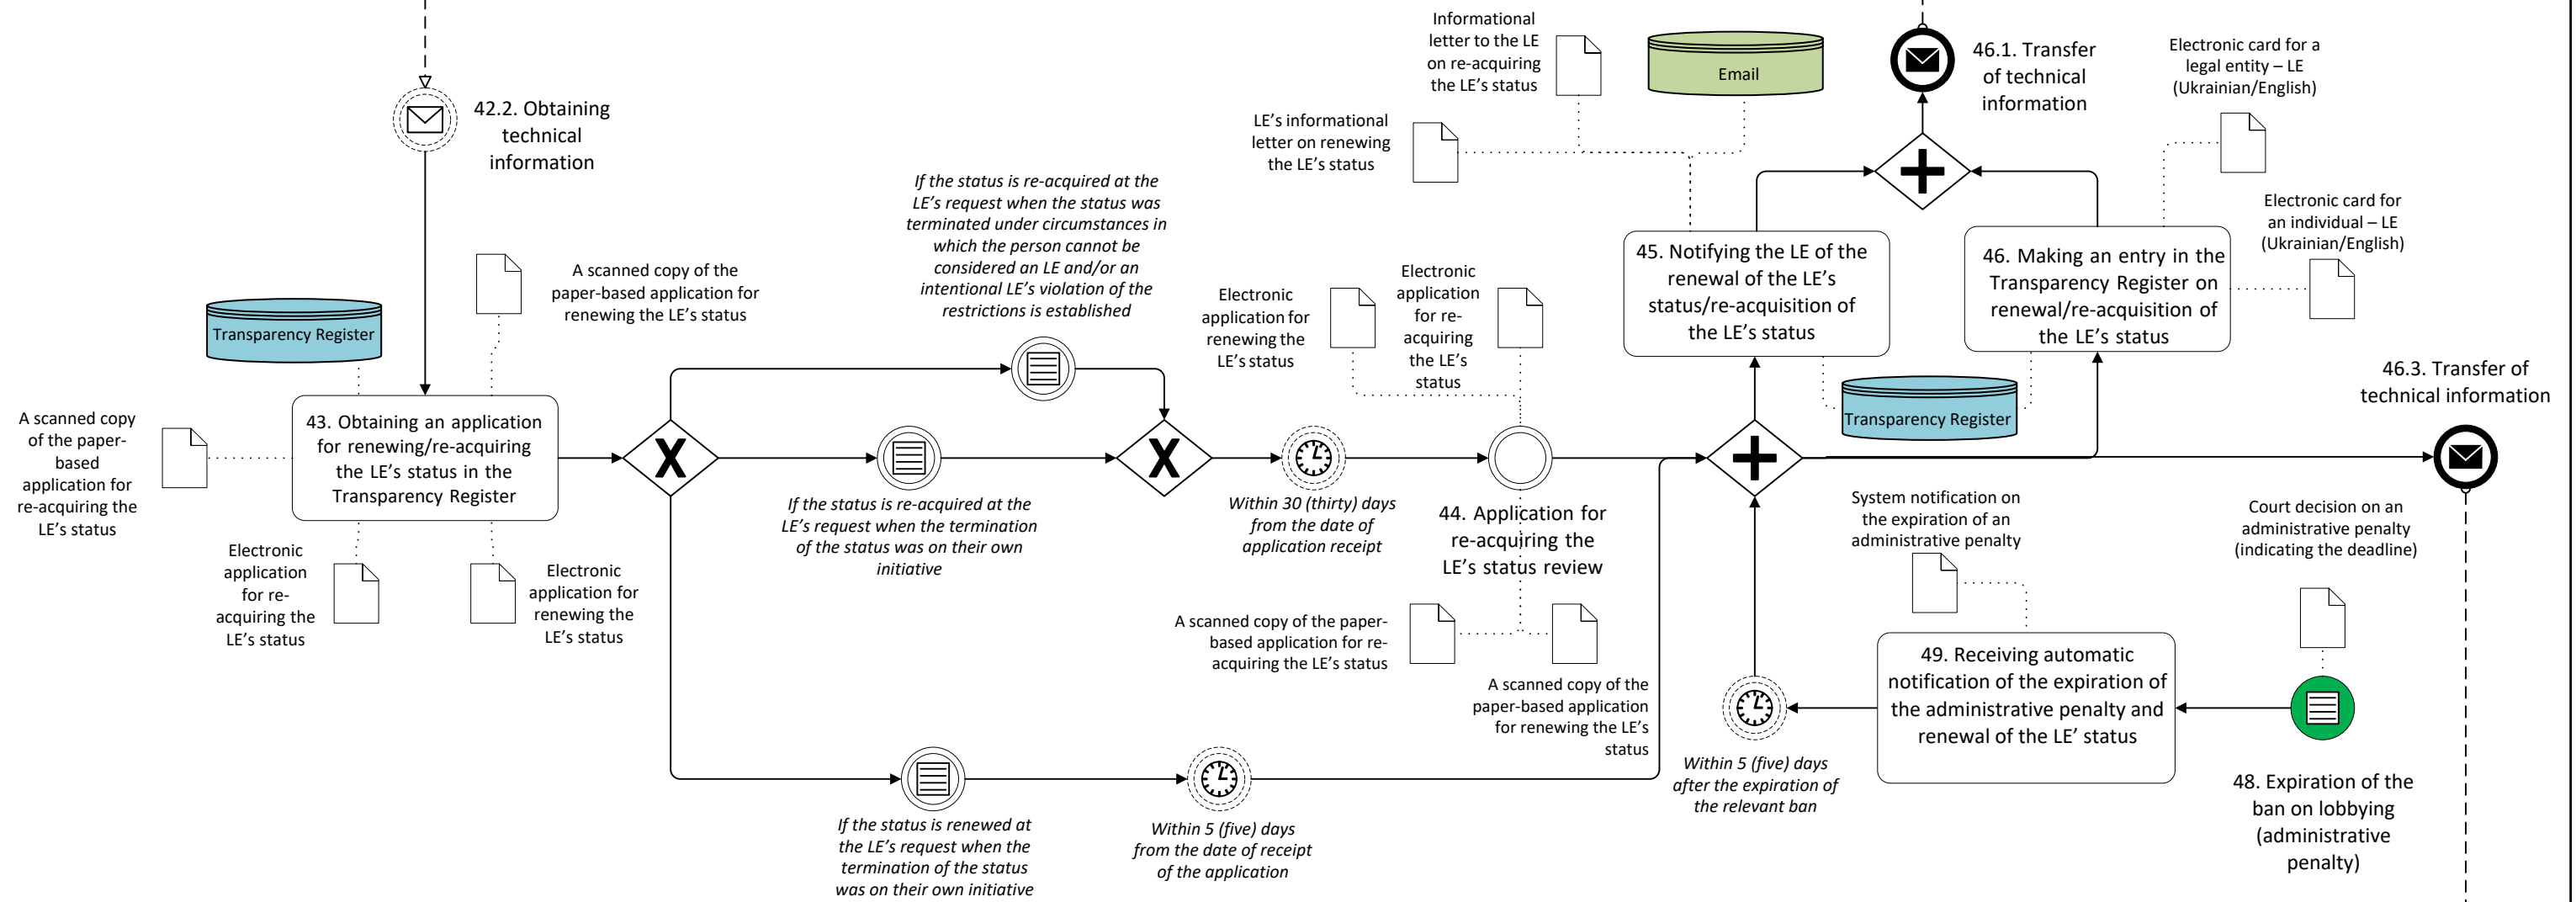 42.2. Obtaining
technical
information
Transparency Register
A scanned copy of the
paper-based application for
renewing the LE's status
A scanned copy
of the paper-
based
application for
re-acquiring the
LE's status
43. Obtaining an application
for renewing/re-acquiring
the LE's status in the
Transparency Register
Electronic
application
for re-
acquiring the
LE's status
Electronic
application for
renewing the
LE's status
If the status is re-acquired at the
LE's request when the status was
terminated under circumstances in
which the person cannot be
considered an LE and/or an
intentional LE's violation of the
restrictions is established
X
If the status is re-acquired at the
LE's request when the termination
of the status was on their own
initiative
If the status is renewed at
the LE's request when the
termination of the status
was on their own initiative
X
Within 30 (thirty) days
from the date of
application receipt
Within 5 (five) days
from the date of receipt
of the application
Electronic
application for
renewing the
LE's status
Electronic
application
for re-
acquiring
the LE's
status
44. Application for
re-acquiring the
LE's status review
A scanned copy of the paper-
based application for re-
acquiring the LE's status
A scanned copy of the
paper-based application
for renewing the LE's
status
Informational
letter to the LE
on re-acquiring
the LE's status
Email
LE's informational
letter on renewing
the LE's status
45. Notifying the LE of the
renewal of the LE's
status/re-acquisition of
the LE's status
46.1. Transfer
of technical
information
Electronic card for a
legal entity – LE
(Ukrainian/English)
Electronic card for
an individual – LE
(Ukrainian/English)
46. Making an entry in the
Transparency Register on
renewal/re-acquisition of
the LE's status
Transparency Register
46.3. Transfer of
technical information
System notification on
the expiration of an
administrative penalty
Court decision on an
administrative penalty
(indicating the deadline)
49. Receiving automatic
notification of the expiration of
the administrative penalty and
renewal of the LE' status
Within 5 (five) days
after the expiration of
the relevant ban
48. Expiration of the
ban on lobbying
(administrative
penalty)